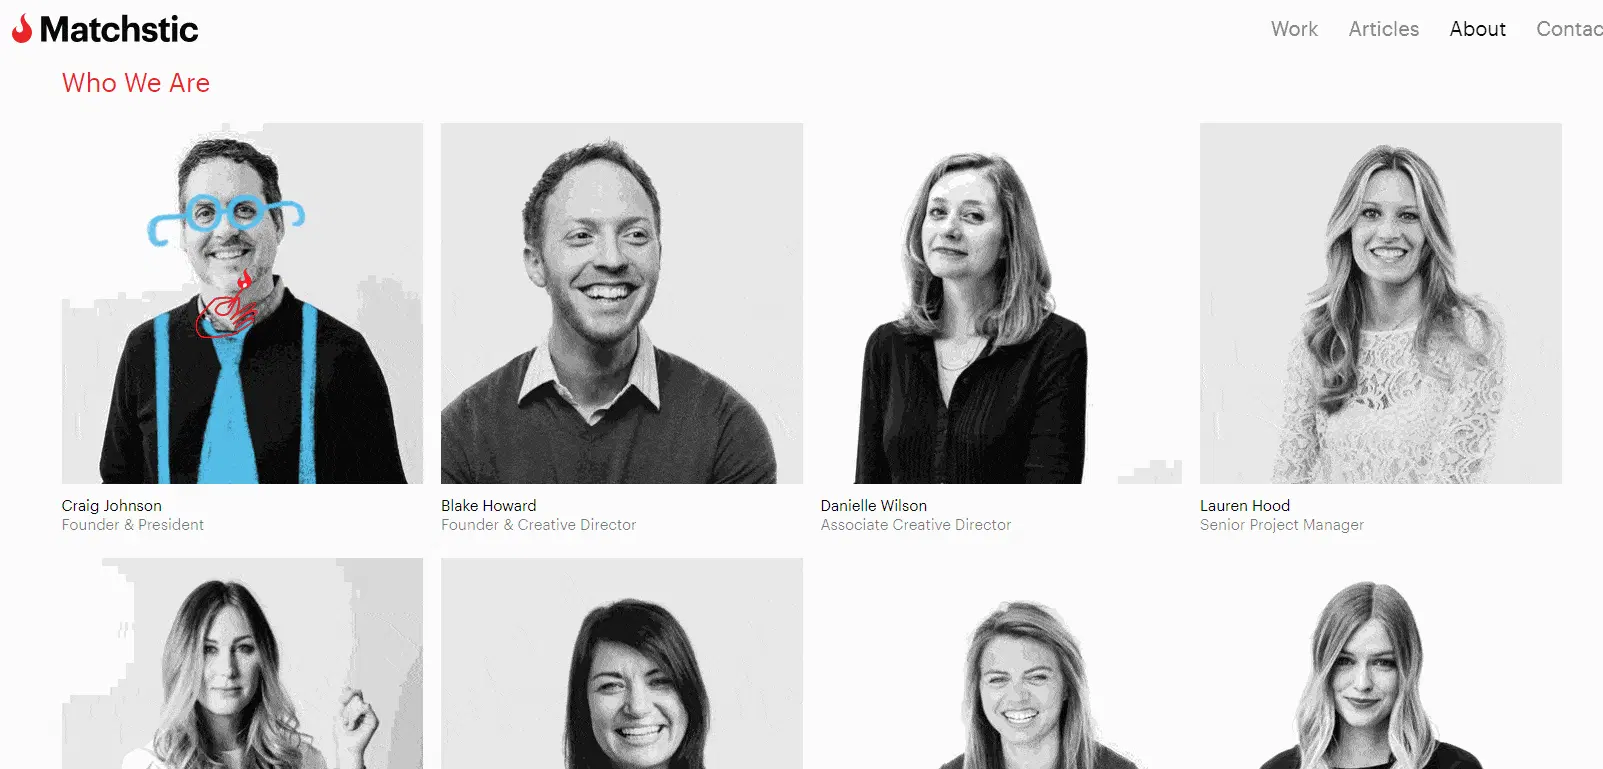 Matchstic
Work
Articles
About
Contac
Who We Are
Craig Johnson
Founder & President
Blake Howard
Founder & Creative Director
Danielle Wilson
Associate Creative Director
Lauren Hood
Senior Project Manager